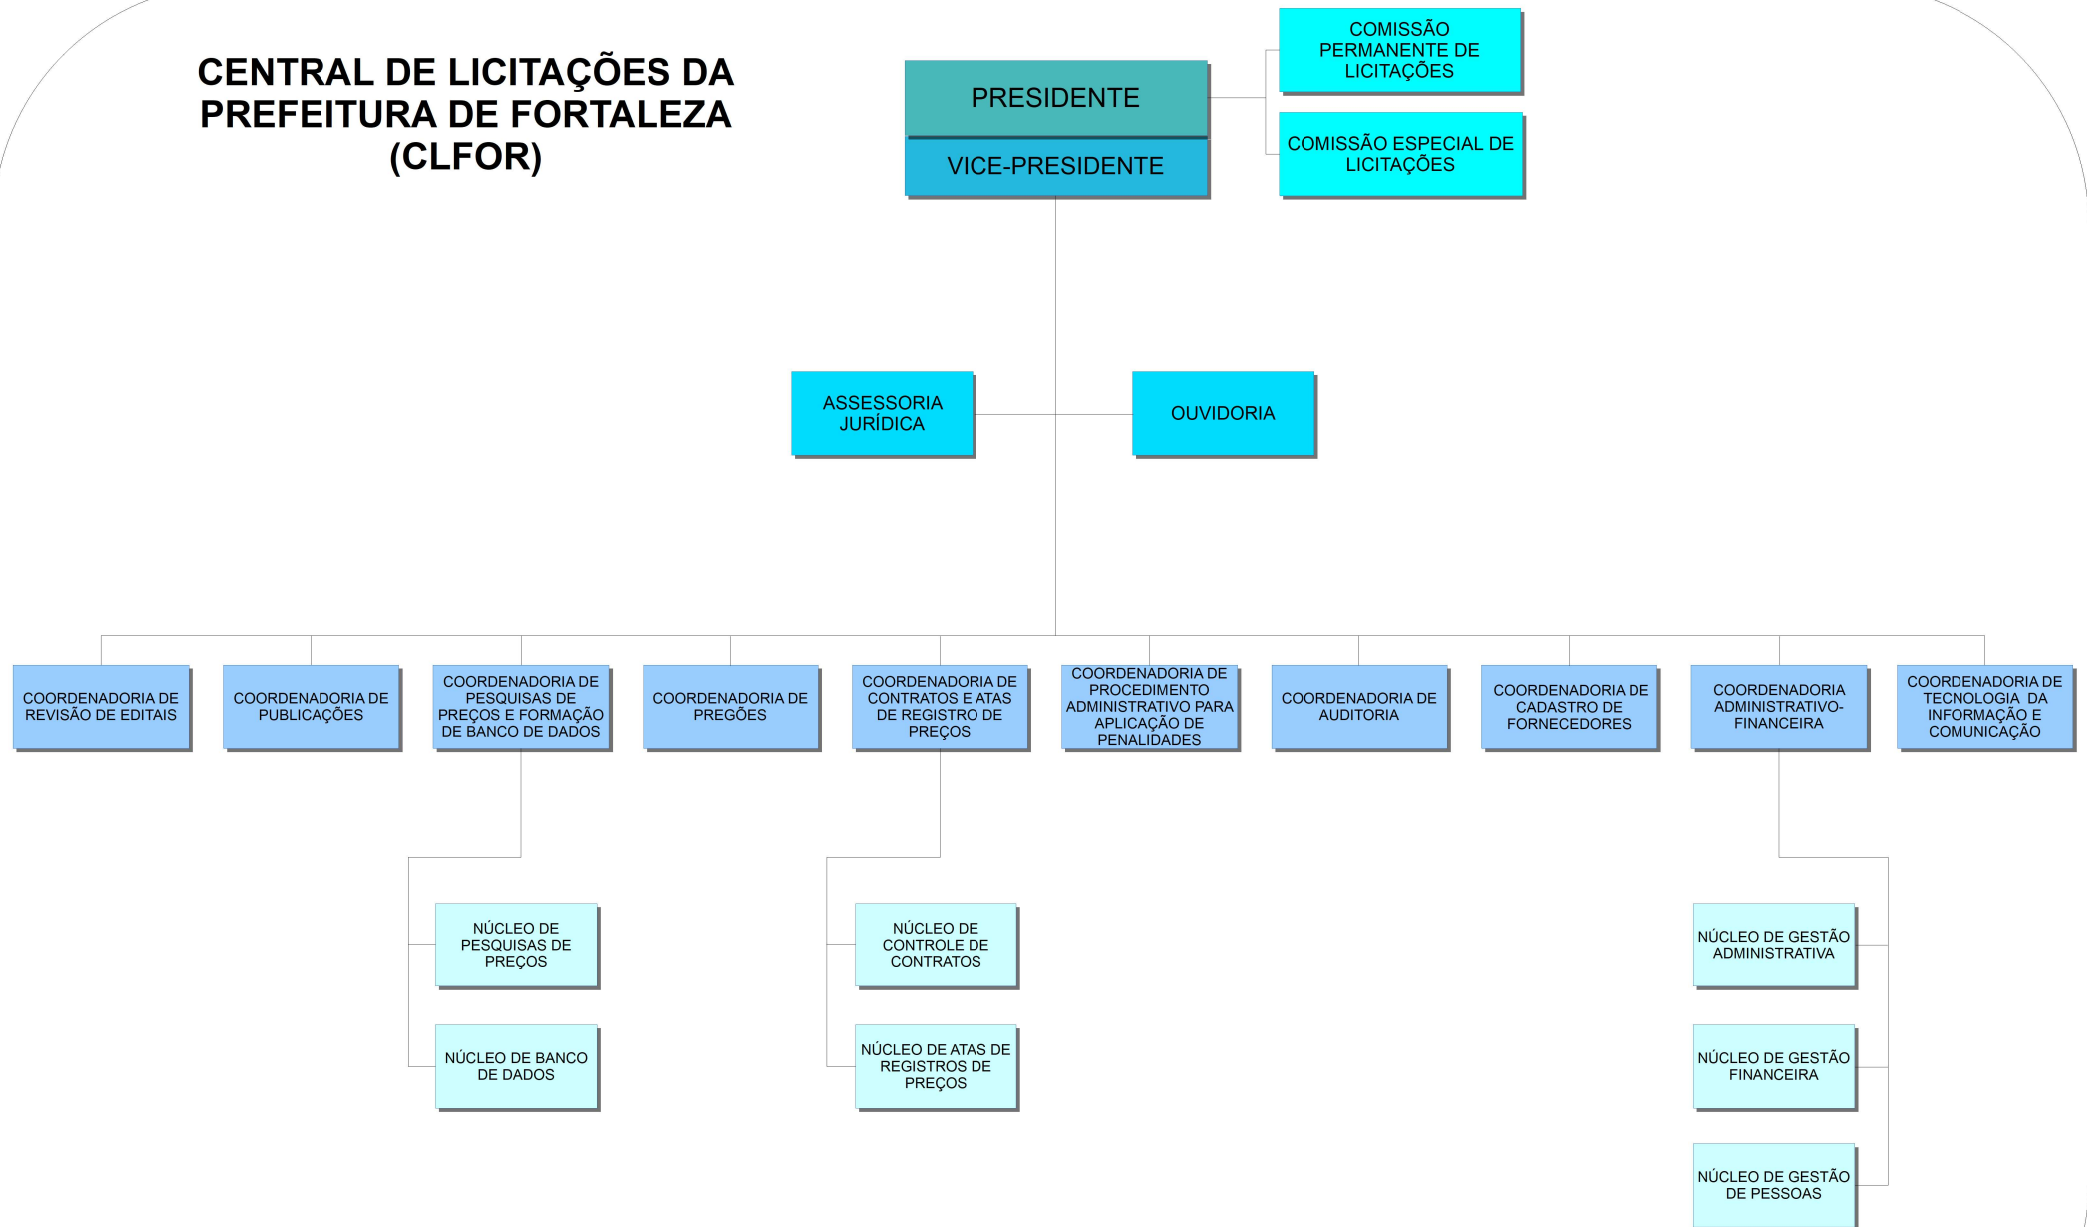 CENTRAL DE LICITAÇÕES DA
PREFEITURA DE FORTALEZA
(CLFOR)
PRESIDENTE
VICE-PRESIDENTE
COMISSÃO
PERMANENTE DE
LICITAÇÕES
COMISSÃO ESPECIAL DE
LICITAÇÕES
ASSESSORIA
JURÍDICA
OUVIDORIA
COORDENADORIA DE
REVISÃO DE EDITAIS
COORDENADORIA DE
PUBLICAÇÕES
COORDENADORIA DE
PESQUISAS DE
PREÇOS E FORMAÇÃO
DE BANCO DE DADOS
COORDENADORIA DE
PREGÕES
COORDENADORIA DE
CONTRATOS E ATAS
DE REGISTRO DE
PREÇOS
COORDENADORIA DE
PROCEDIMENTO
ADMINISTRATIVO PARA
APLICAÇÃO DE
PENALIDADES
COORDENADORIA DE
AUDITORIA
COORDENADORIA DE
CADASTRO DE
FORNECEDORES
COORDENADORIA
ADMINISTRATIVO-
FINANCEIRA
COORDENADORIA DE
TECNOLOGIA DA
INFORMAÇÃO E
COMUNICAÇÃO
NÚCLEO DE
PESQUISAS DE
PREÇOS
NÚCLEO DE BANCO
DE DADOS
NÚCLEO DE
CONTROLE DE
CONTRATOS
NÚCLEO DE ATAS DE
REGISTROS DE
PREÇOS
NÚCLEO DE GESTÃO
ADMINISTRATIVA
NÚCLEO DE GESTÃO
FINANCEIRA
NÚCLEO DE GESTÃO
DE PESSOAS